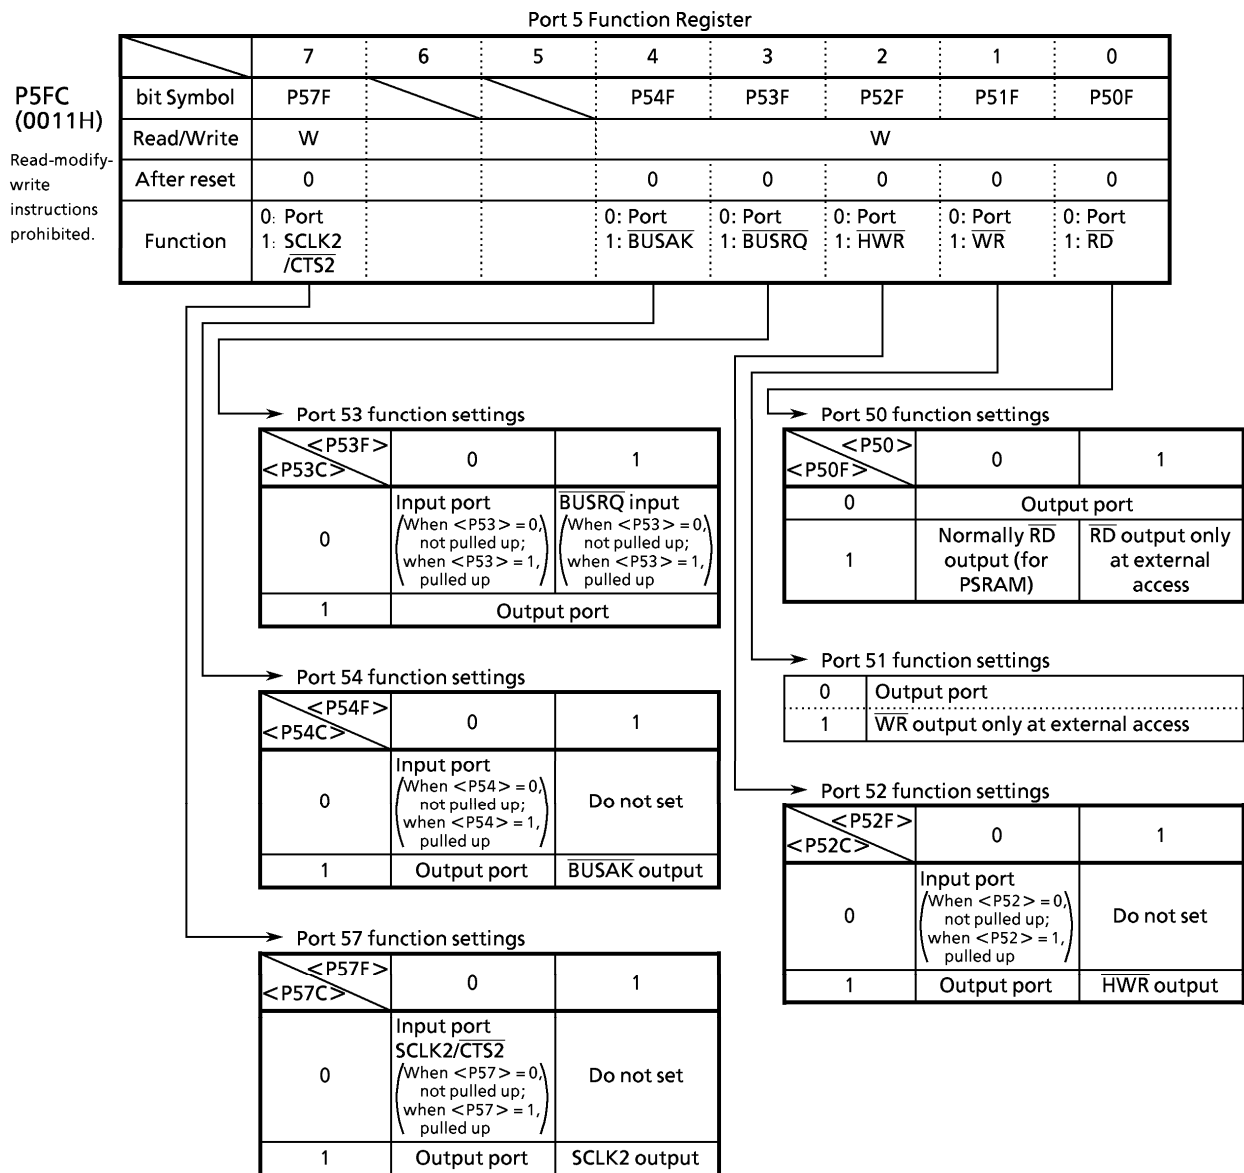 Port 5 Function Register
P5FC
(0011H)
Read-modify-
write
instructions
prohibited.
7 6 5 4 3 2 1 0
bit Symbol P57F P54F P53F P52F P51F P50F
Read/Write W W
After reset 0 0 0 0 0 0
Function
0: Port
1: SCLK2
/CTS2
0: Port
1: BUSAK
0: Port
1: BUSRQ
0: Port
1: HWR
0: Port
1: WR
0: Port
1: RD
Port 53 function settings
<P53F>
<P53C>
0 1
0
Input port
(When <P53> = 0,
not pulled up;
when <P53> = 1,
pulled up)
BUSRQ input
(When <P53> = 0,
not pulled up;
when <P53> = 1,
pulled up)
1 Output port
Port 54 function settings
<P54F>
<P54C>
0 1
0
Input port
(When <P54> = 0,
not pulled up;
when <P54> = 1,
pulled up)
Do not set
1 Output port BUSAK output
Port 57 function settings
<P57F>
<P57C>
0 1
0
Input port
SCLK2/CTS2
(When <P57> = 0,
not pulled up;
when <P57> = 1,
pulled up)
Do not set
1 Output port SCLK2 output
Port 50 function settings
<P50>
<P50F>
0 1
0 Output port
1
Normally RD
output (for
PSRAM)
RD output only
at external
access
Port 51 function settings
0 Output port
1 WR output only at external access
Port 52 function settings
<P52F>
<P52C>
0 1
0
Input port
(When <P52> = 0,
not pulled up;
when <P52> = 1,
pulled up)
Do not set
1 Output port HWR output